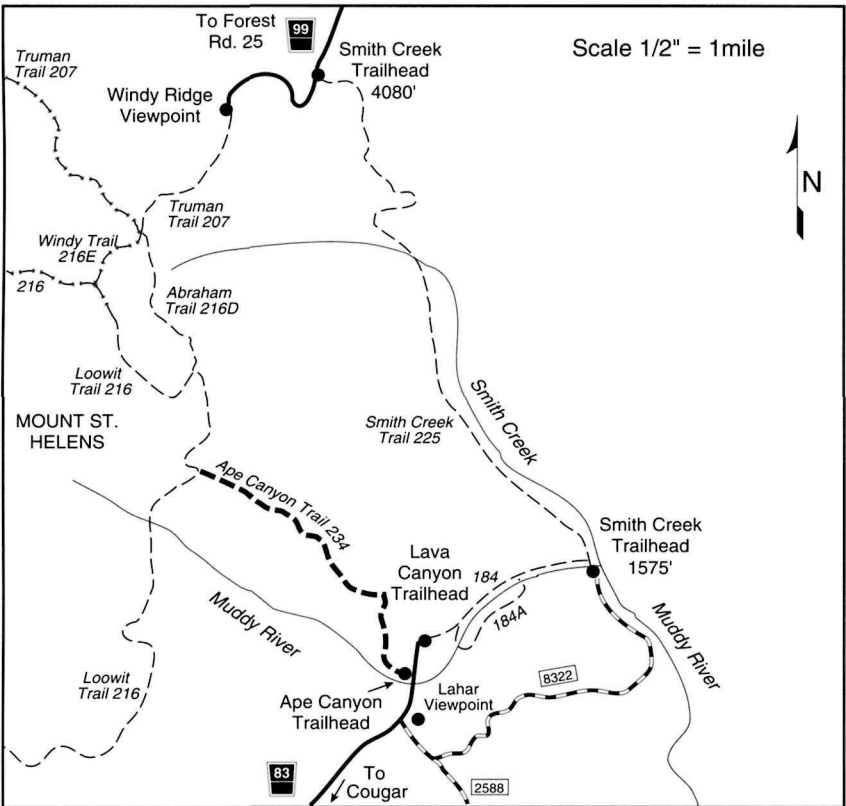 To Forest
Rd. 25
99
Smith Creek
Trailhead
4080'
Scale 1/2" = 1mile
Truman
Trail 207
Windy Ridge
Viewpoint
N
Truman
Trail 207
Windy Trail
216E
216
Abraham
Trail 216D
Loowit
Trail 216
MOUNT ST.
HELENS
Smith Creek
Smith Creek
Trail 225
Ape Canyon Trail 234
Smith Creek
Trailhead
1575'
Lava
Canyon
Trailhead
184
184A
Muddy River
Muddy River
Loowit
Trail 216
8322
Ape Canyon
Trailhead
Lahar
Viewpoint
83
To
Cougar
2588